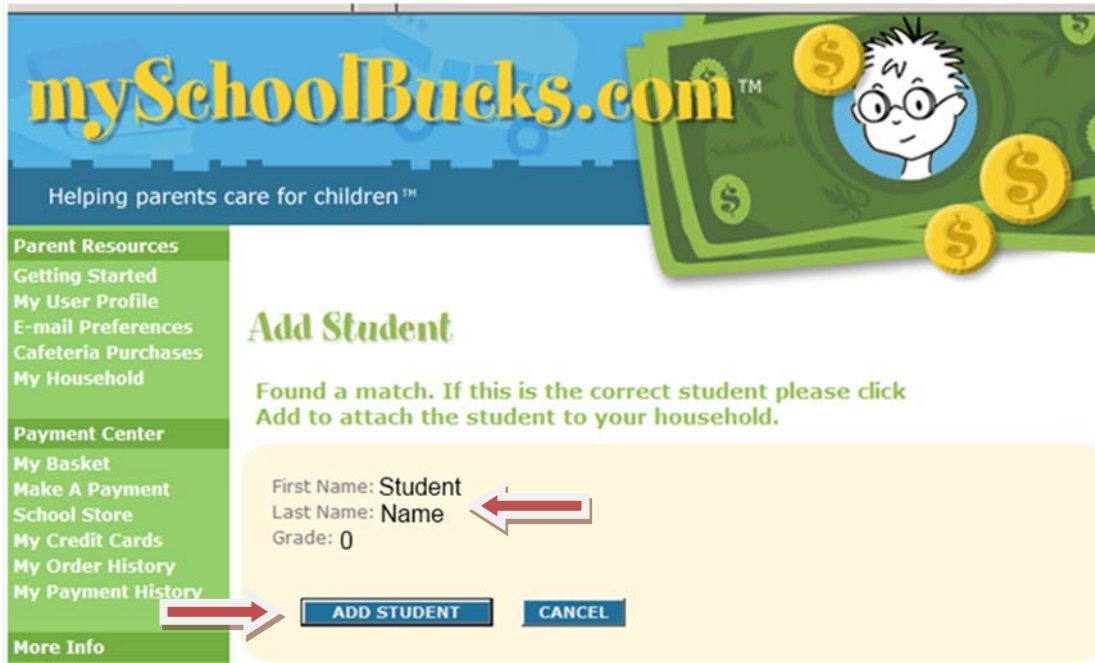 mySchoolBucks.com™
Helping parents care for children™
Parent Resources
Getting Started
My User Profile
E-mail Preferences
Cafeteria Purchases
My Household
Payment Center
My Basket
Make A Payment
School Store
My Credit Cards
My Order History
My Payment History
More Info
Add Student
Found a match. If this is the correct student please click
Add to attach the student to your household.
First Name: Student
Last Name: Name
Grade: 0
ADD STUDENT
CANCEL
SchoolBucks
$
$
$
$
$